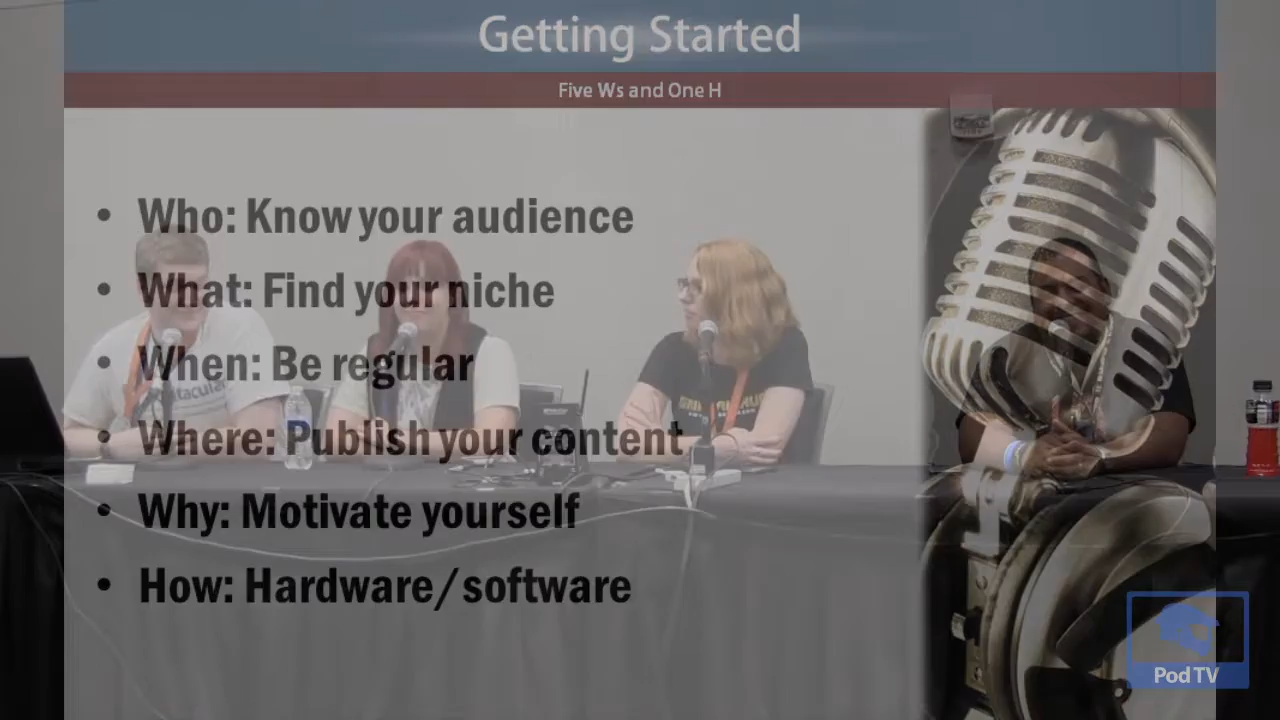 Getting Started
Five Ws and One H
• Who: Know your audience
• What: Find your niche
• When: Be regular
• Where: Publish your content
• Why: Motivate yourself
• How: Hardware/software
Pod TV